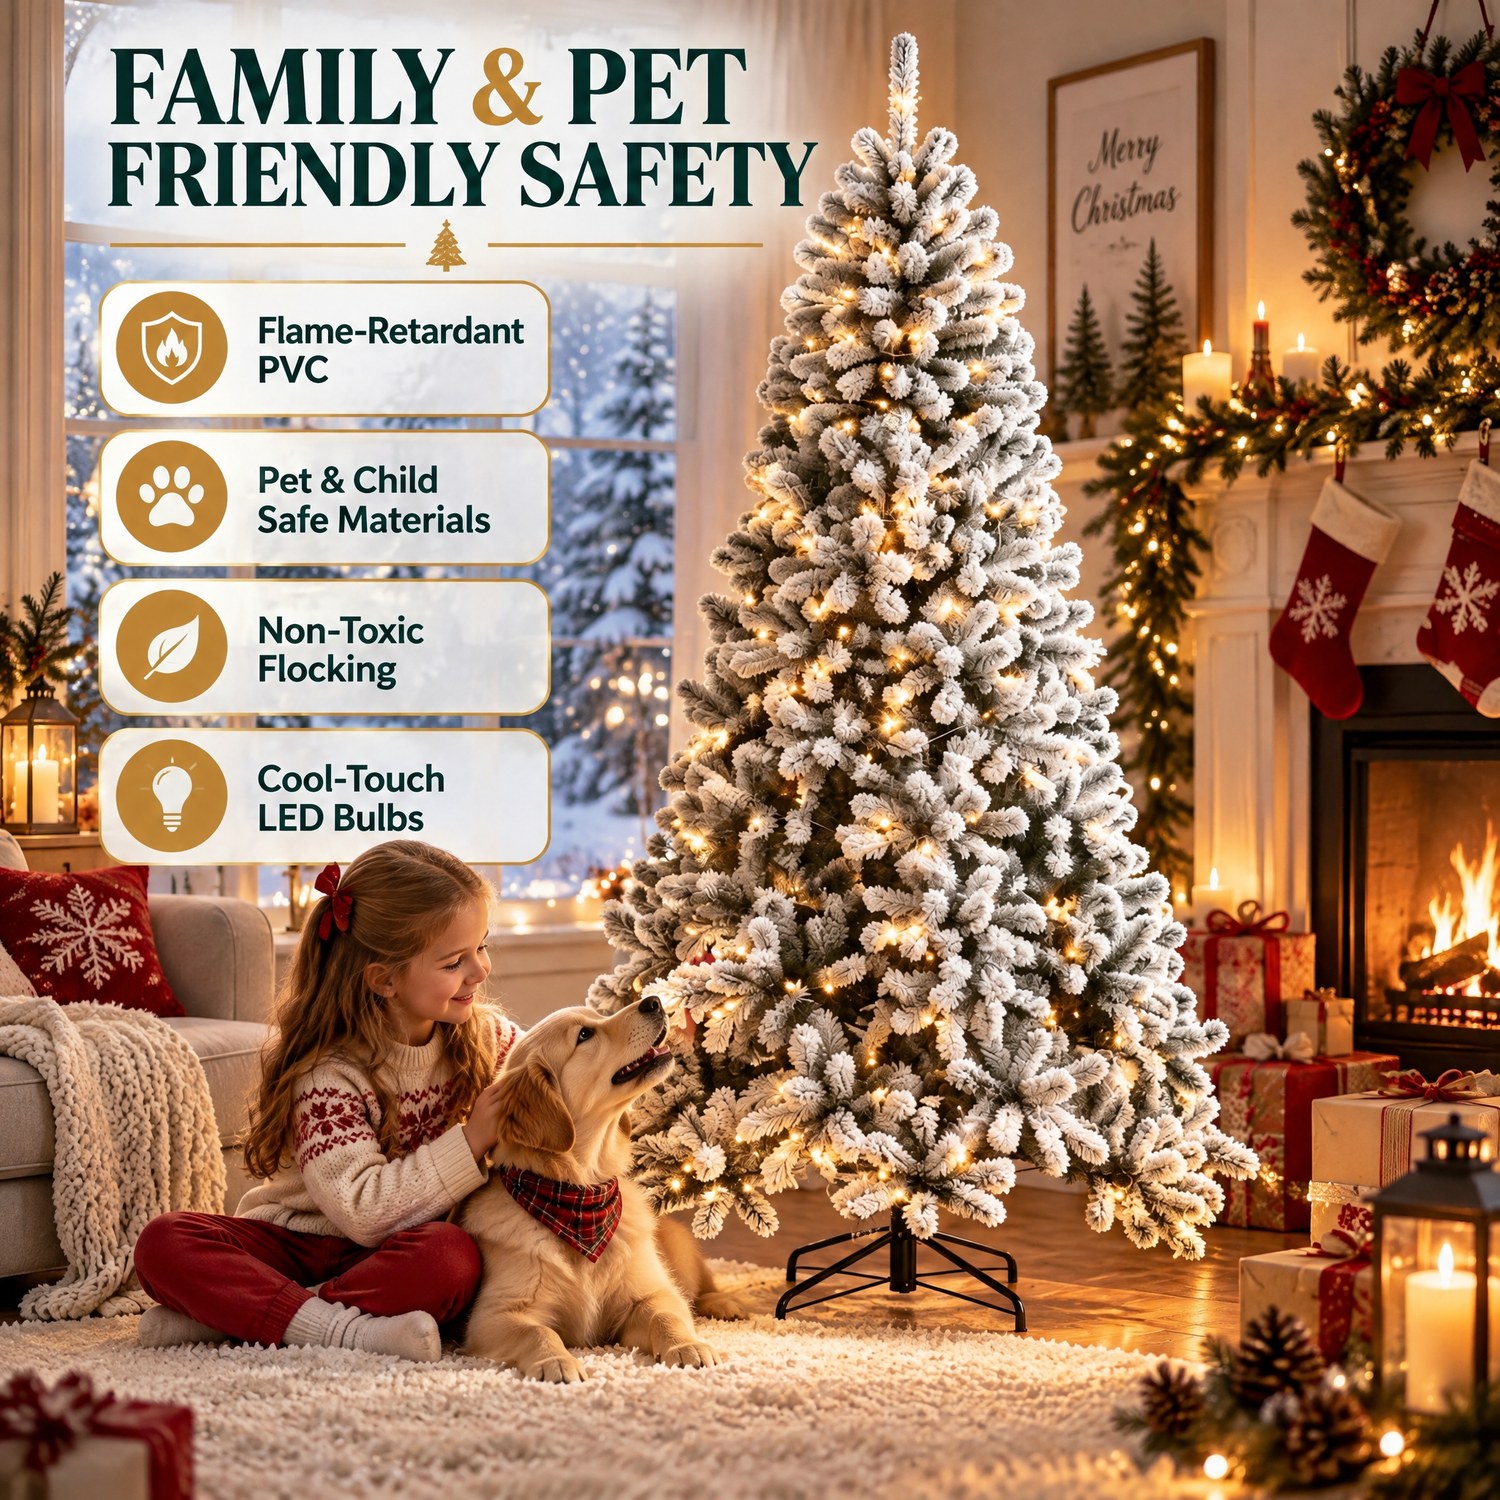 FAMILY & PET
FRIENDLY SAFETY
Flame-Retardant
PVC
Pet & Child
Safe Materials
Non-Toxic
Flocking
Cool-Touch
LED Bulbs
Merry
Christmas